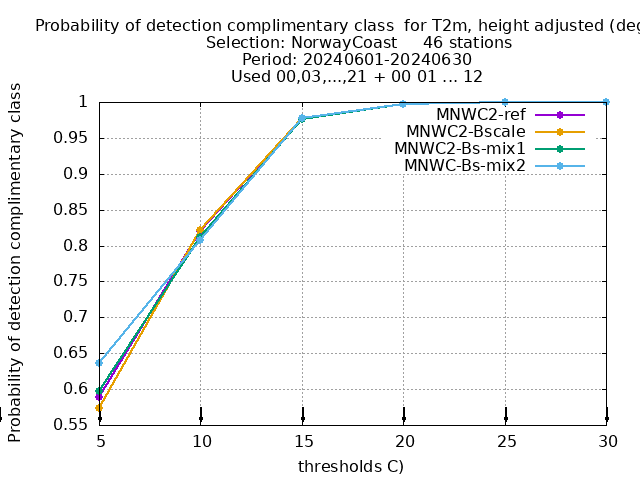 Probability of detection complimentary class  for T2m, height adjusted (deg
Selection: NorwayCoast     46 stations
Period: 20240601-20240630
Used 00,03,...,21 + 00 01 ... 12
Probability of detection complimentary class
1
0.95
0.9
0.85
0.8
0.75
0.7
0.65
0.6
0.55
MNWC2-ref
MNWC2-Bscale
MNWC2-Bs-mix1
MNWC-Bs-mix2
5 10 15 20 25 30
thresholds C)